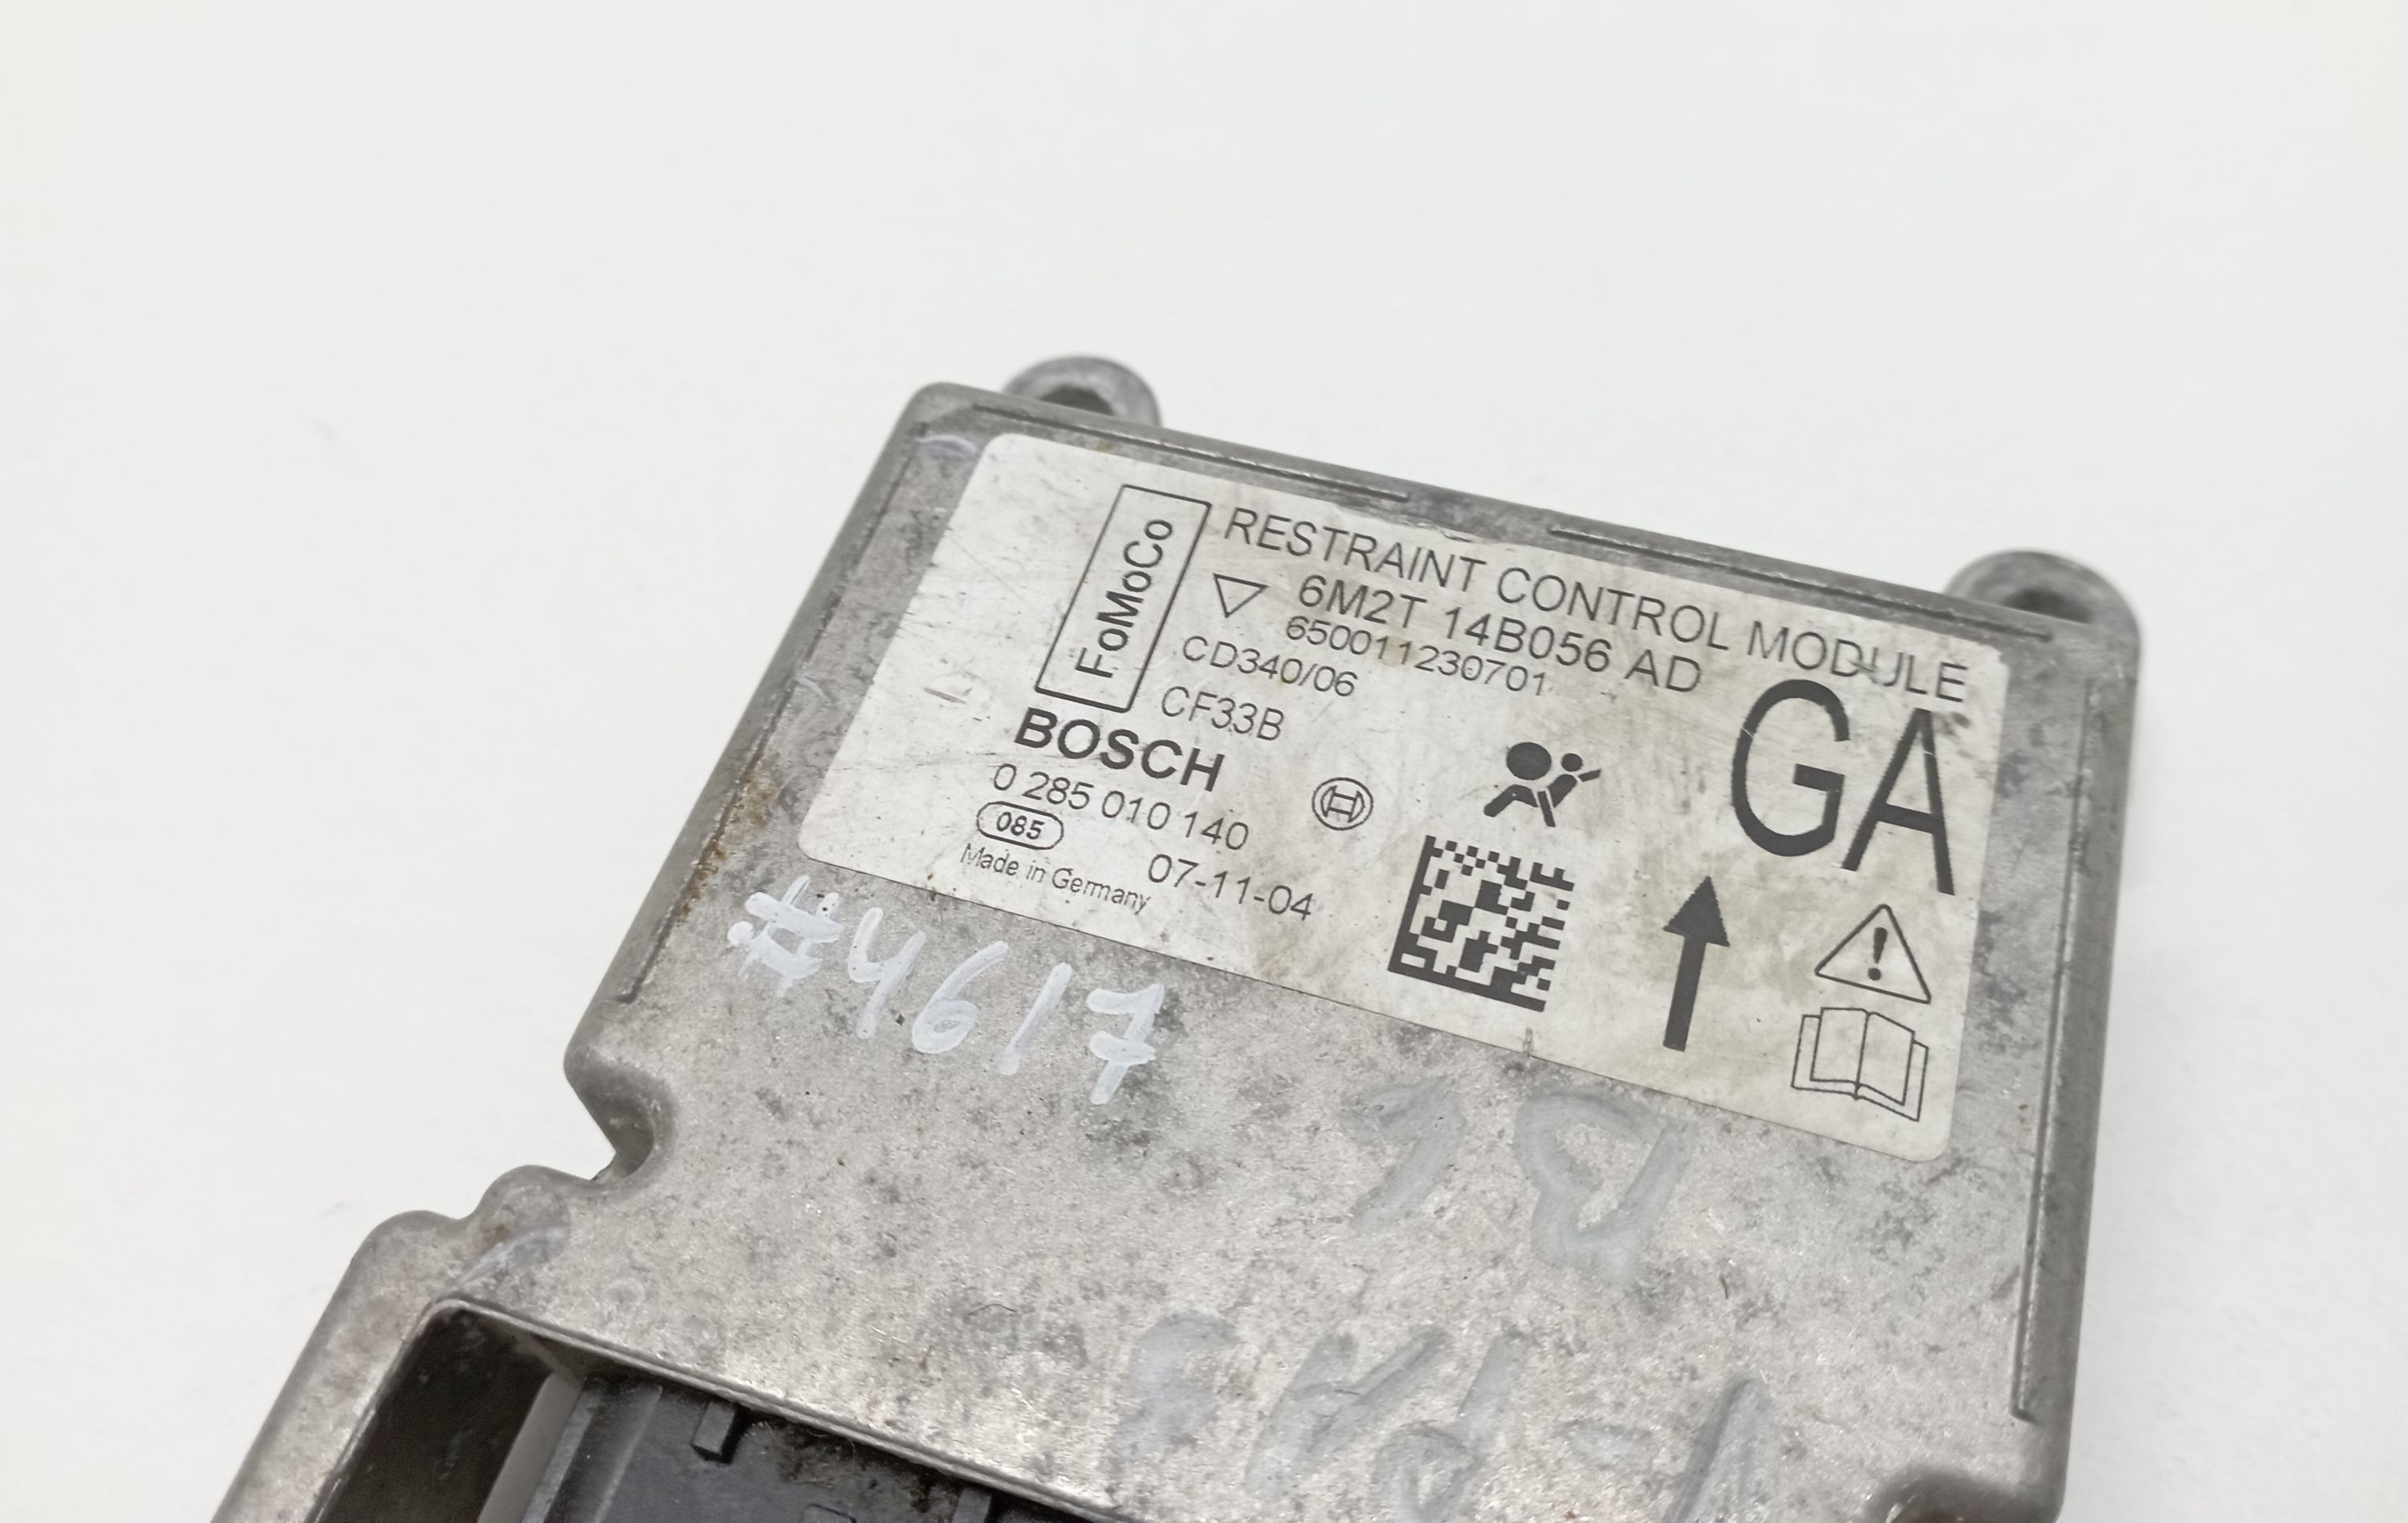 FoMoCo
RESTRAINT CONTROL MODULE
6M2T 14B056 AD
650011230701
CD340/06
CF33B
GA
BOSCH
0 285 010 140
085
07-11-04
Made in Germany
#4617